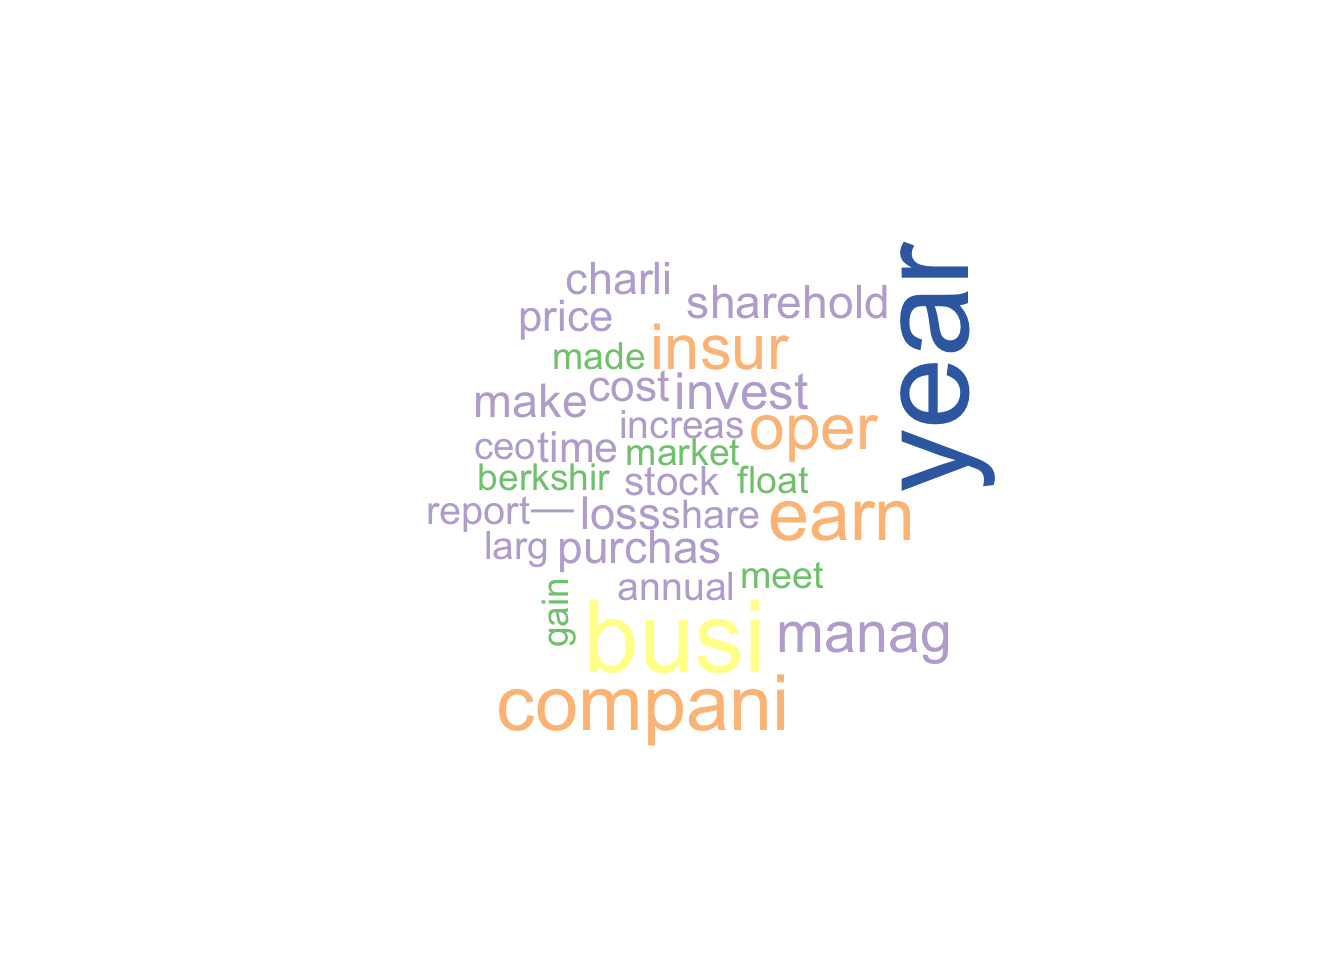 charli
sharehold
price
insur
made
year
cost
invest
make
increas
oper
ceo
time
market
berkshir
stock
float
report
—
loss
share
earn
larg
purchas
annual
meet
gain
busi
manag
compani